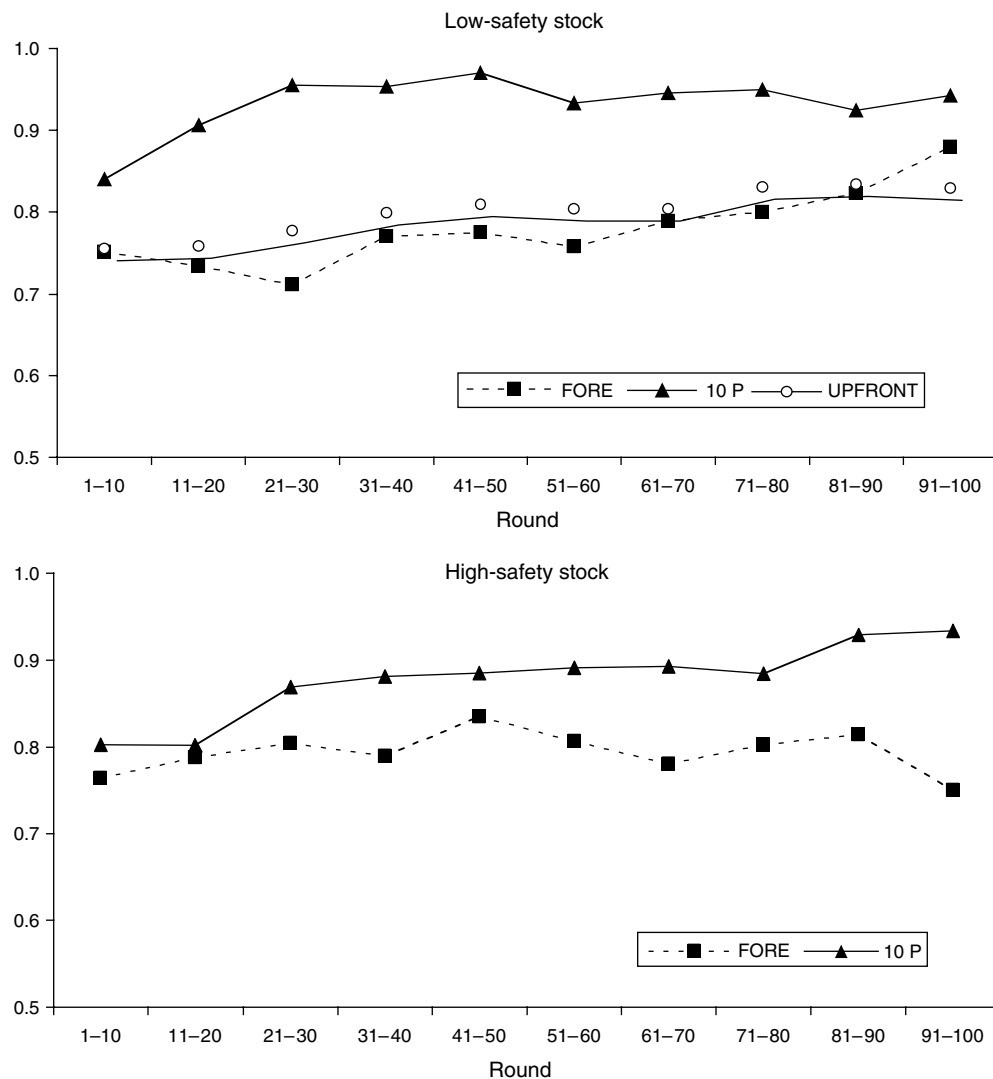 Low-safety stock
1.0
0.9
0.8
0.7
0.6
0.5
FORE 10 P UPFRONT
1–10 11–20 21–30 31–40 41–50 51–60 61–70 71–80 81–90 91–100
Round
High-safety stock
1.0
0.9
0.8
0.7
0.6
0.5
FORE 10 P
1–10 11–20 21–30 31–40 41–50 51–60 61–70 71–80 81–90 91–100
Round